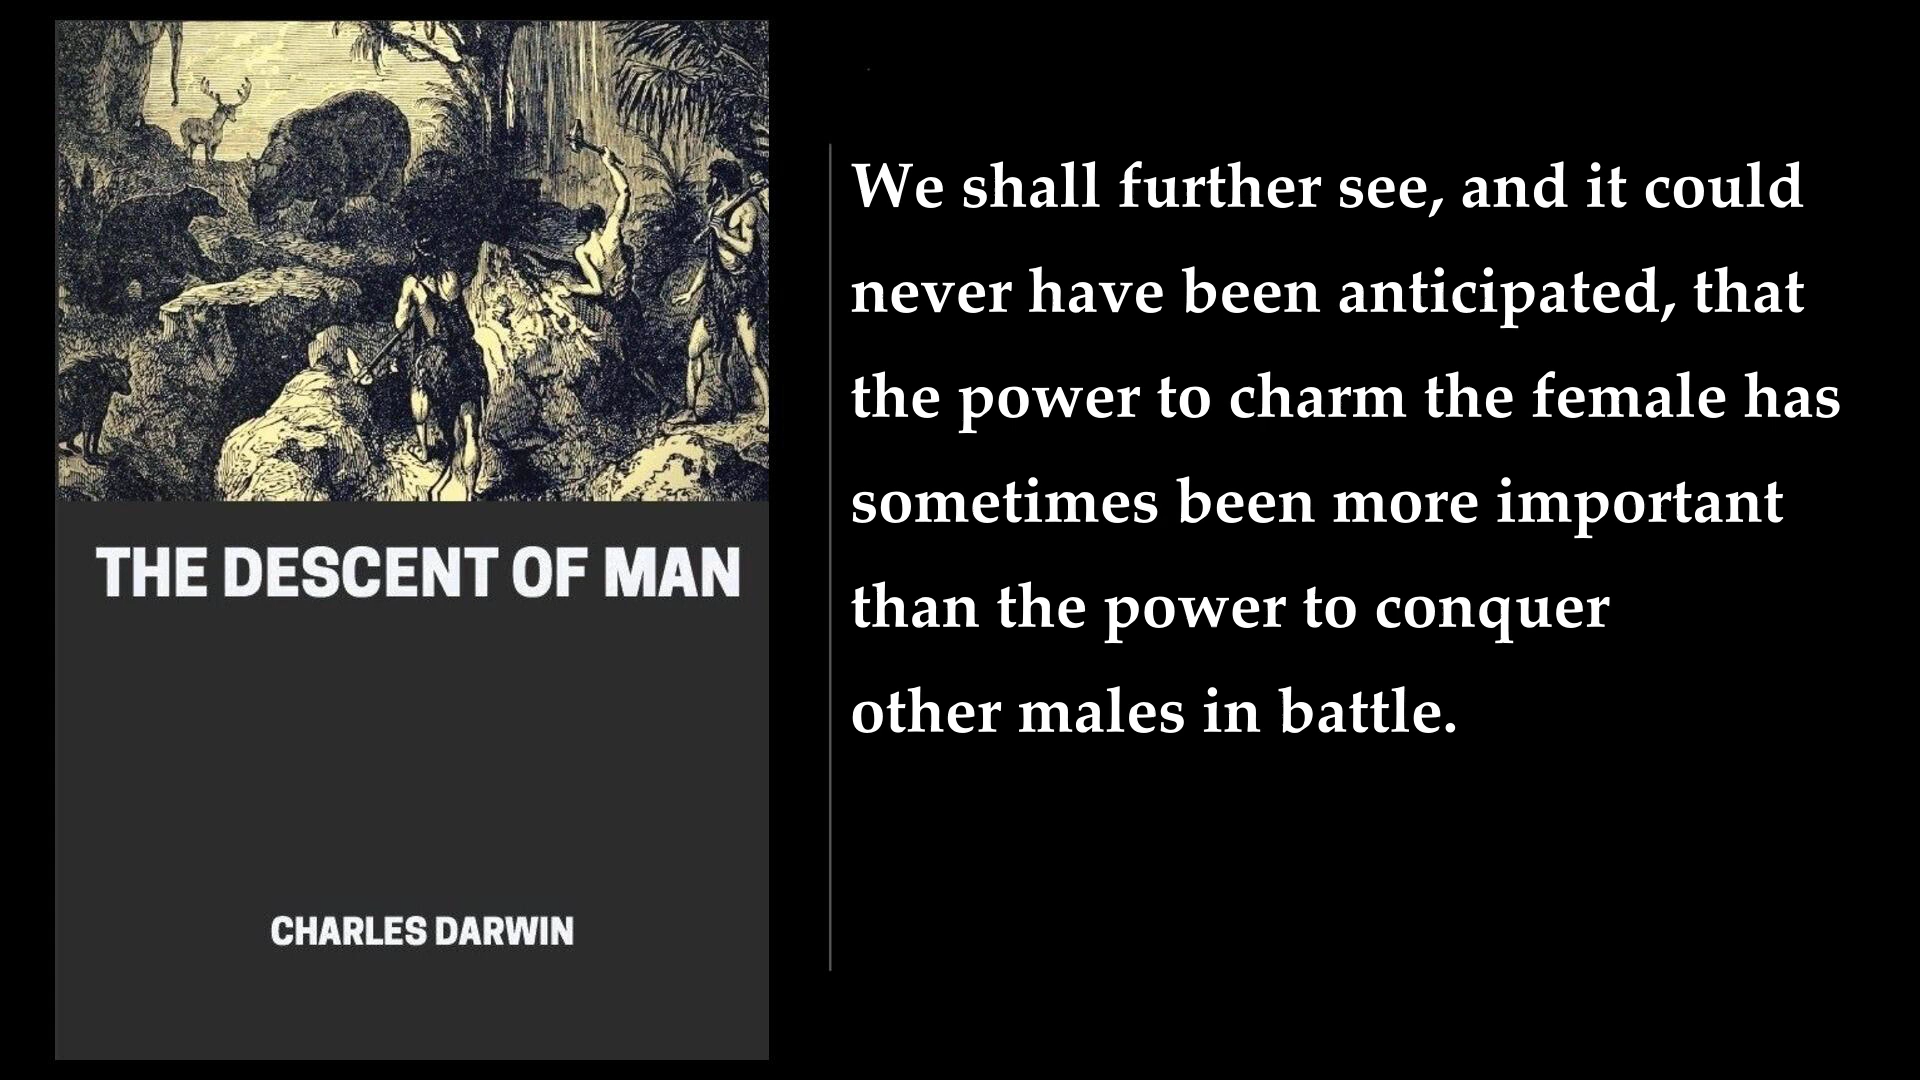 THE DESCENT OF MAN
CHARLES DARWIN
We shall further see, and it could
never have been anticipated, that
the power to charm the female has
sometimes been more important
than the power to conquer
other males in battle.